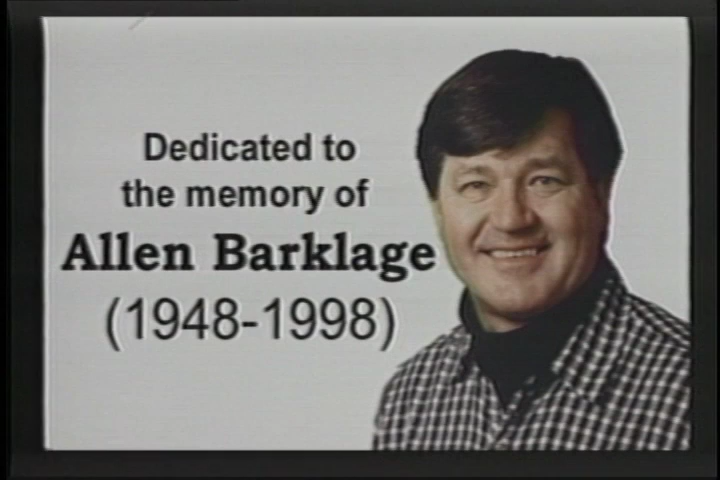 Dedicated to
the memory of
Allen Barklage
(1948-1998)